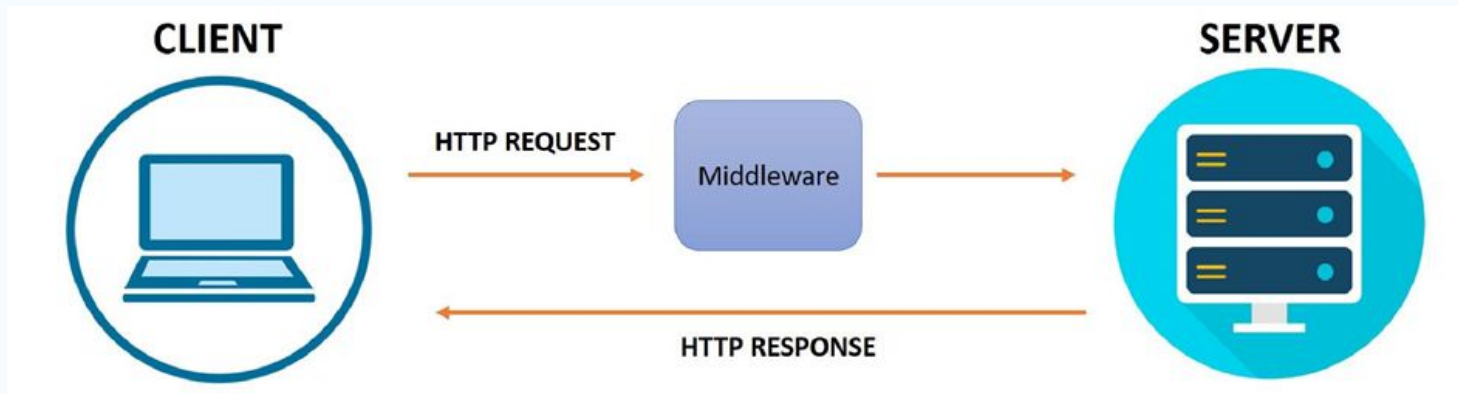 CLIENT
SERVER
HTTP REQUEST
Middleware
HTTP RESPONSE